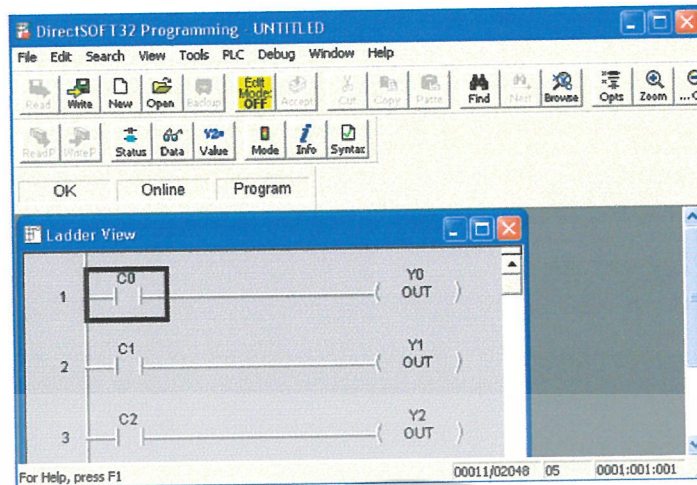 DirectSOFT32 Programming - UNTITLED
File Edit Search View Tools PLC Debug Window Help
Read Write New Open Backup Edit Mode: OFF Accept Cut Copy Paste Find Next Browse Opts Zoom
ReadP WriteP Status Data Value Mode Info Syntax
OK Online Program
Ladder View
C0 Y0
1 OUT
C1 Y1
2 OUT
C2 Y2
3 OUT
For Help, press F1 00011/02048 05 0001:001:001